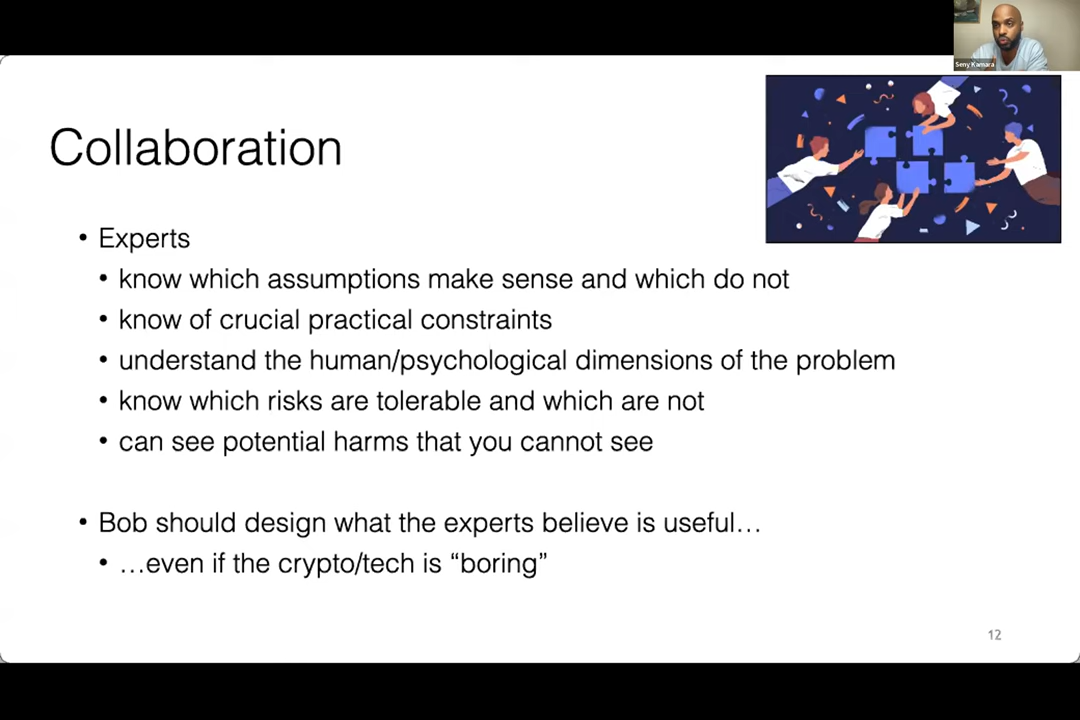 Seny Kamara
Collaboration
• Experts
• know which assumptions make sense and which do not
• know of crucial practical constraints
• understand the human/psychological dimensions of the problem
• know which risks are tolerable and which are not
• can see potential harms that you cannot see
• Bob should design what the experts believe is useful…
• …even if the crypto/tech is “boring”
12